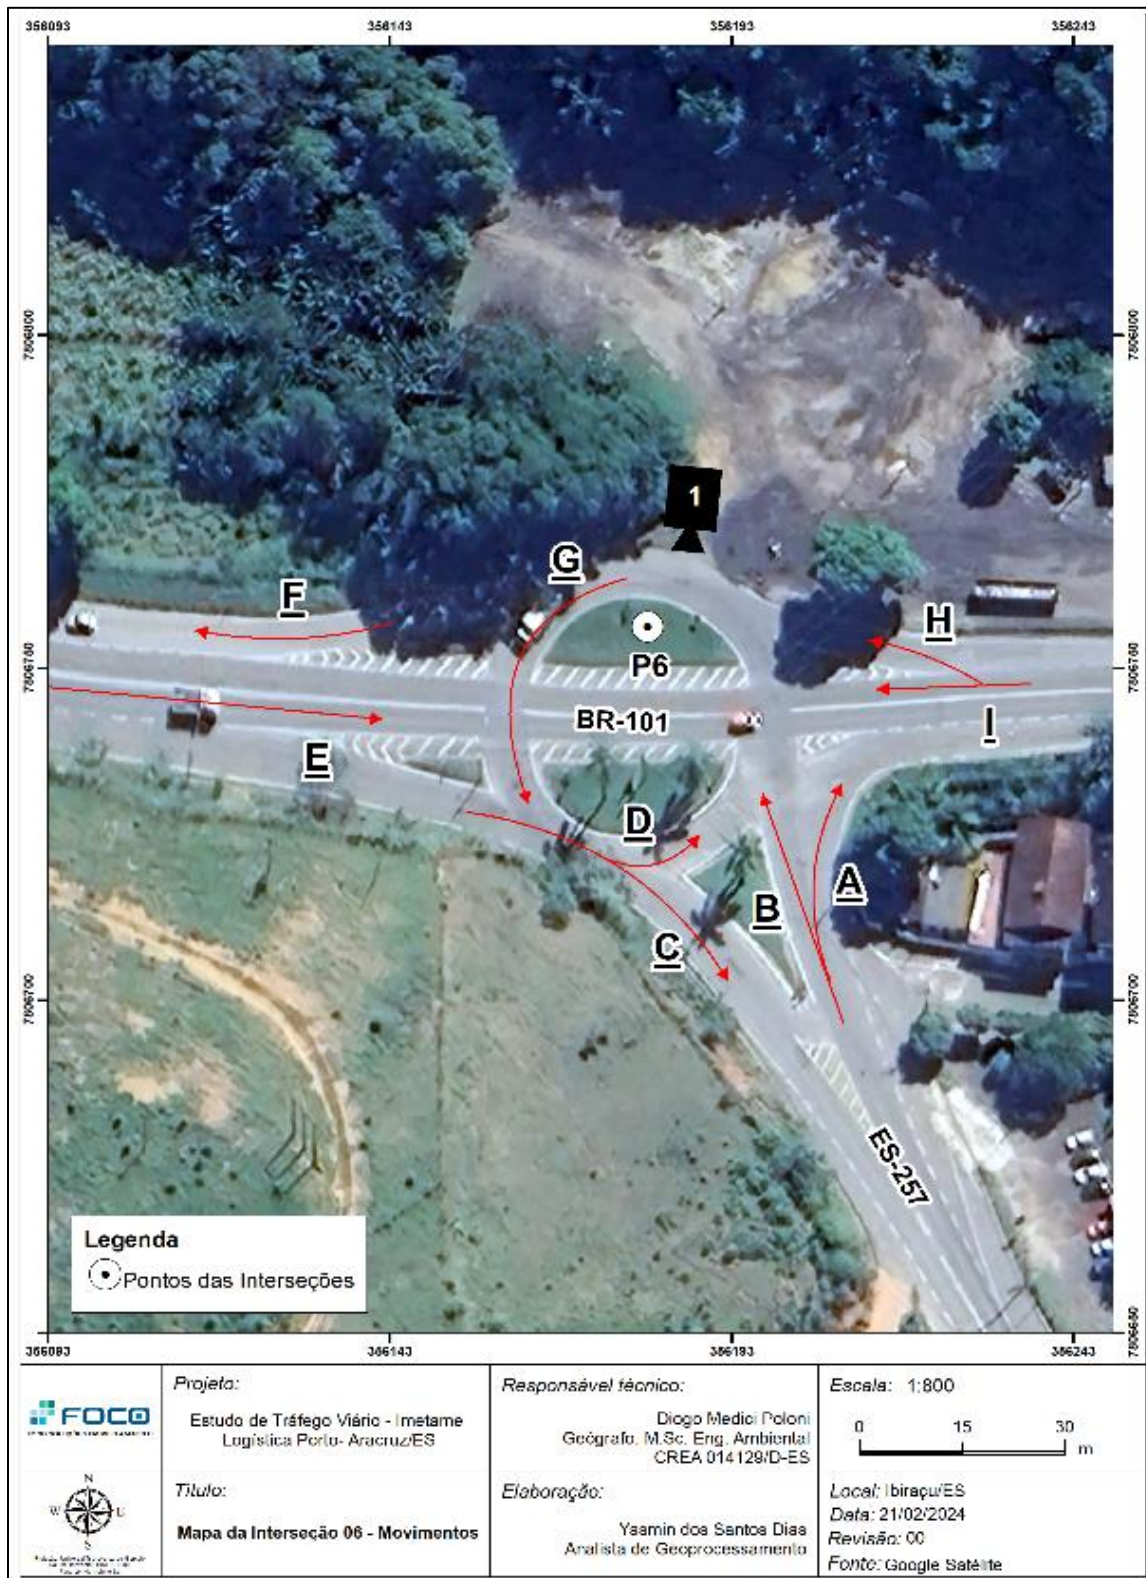 356093 356143 356193 356243
7806800 7806800
1
G
F
H
P6
7806750 7806750
BR-101
I
E
D
A
B
C
7806700 7806700
ES-257
Legenda
Pontos das Interseções
7806650
356093 356143 356193 356243
FOCO
Projeto:
Estudo de Tráfego Viário - Imetame
Logística Porto- Aracruz/ES
Responsável técnico:
Diogo Medici Poloni
Geógrafo, M.Sc. Eng. Ambiental
CREA 014129/D-ES
Escala: 1:800
0 15 30
m
N
W
S
Título:
Mapa da Interseção 06 - Movimentos
Elaboração:
Yasmin dos Santos Dias
Analista de Geoprocessamento
Local: Ibiraçu/ES
Data: 21/02/2024
Revisão: 00
Fonte: Google Satélite